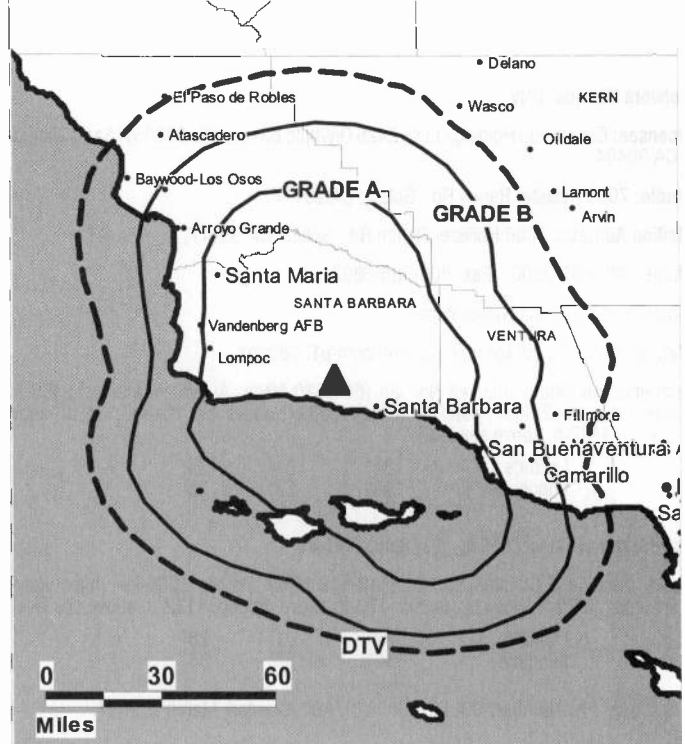 Delano
KERN
El Paso de Robles
Wasco
Atascadero
Oildale
Baywood-Los Osos
GRADE A
GRADE B
Lamont
Arvin
Arroyo Grande
Santa Maria
SANTA BARBARA
Vandenberg AFB
VENTURA
Lompoc
Santa Barbara
Fillmore
San Buenaventura
Camarillo
Sa
DTV
0 30 60
Miles